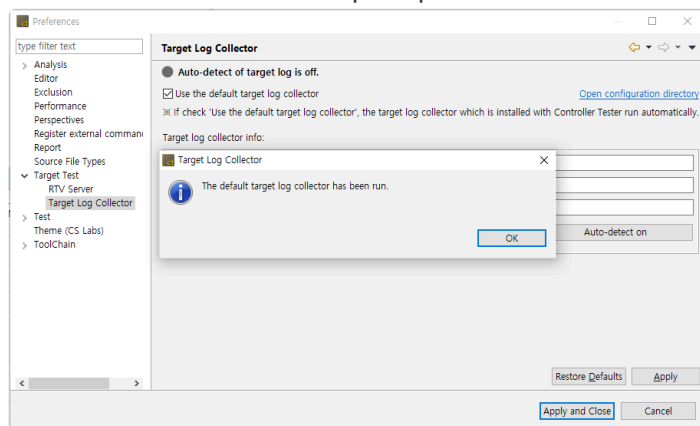 Preferences
type filter text
Target Log Collector
Analysis
Editor
Exclusion
Performance
Perspectives
Register external comman
Report
Source File Types
Target Test
RTV Server
Target Log Collector
Test
Theme (CS Labs)
ToolChain
Auto-detect of target log is off.
Use the default target log collector
Open configuration directory
※ If check 'Use the default target log collector', the target log collector which is installed with Controller Tester run automatically.
Target log collector info:
Target Log Collector
The default target log collector has been run.
OK
Auto-detect on
Restore Defaults
Apply
Apply and Close
Cancel